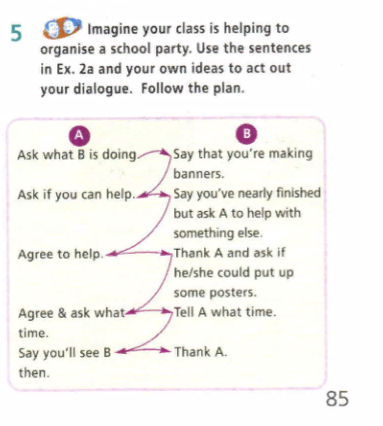 5 Imagine your class is helping to
organise a school party. Use the sentences
in Ex. 2a and your own ideas to act out
your dialogue. Follow the plan.
A
B
Ask what B is doing.
Say that you're making
banners.
Ask if you can help.
Say you've nearly finished
but ask A to help with
something else.
Agree to help.
Thank A and ask if
he/she could put up
some posters.
Agree & ask what
time.
Tell A what time.
Say you'll see B
then.
Thank A.
85